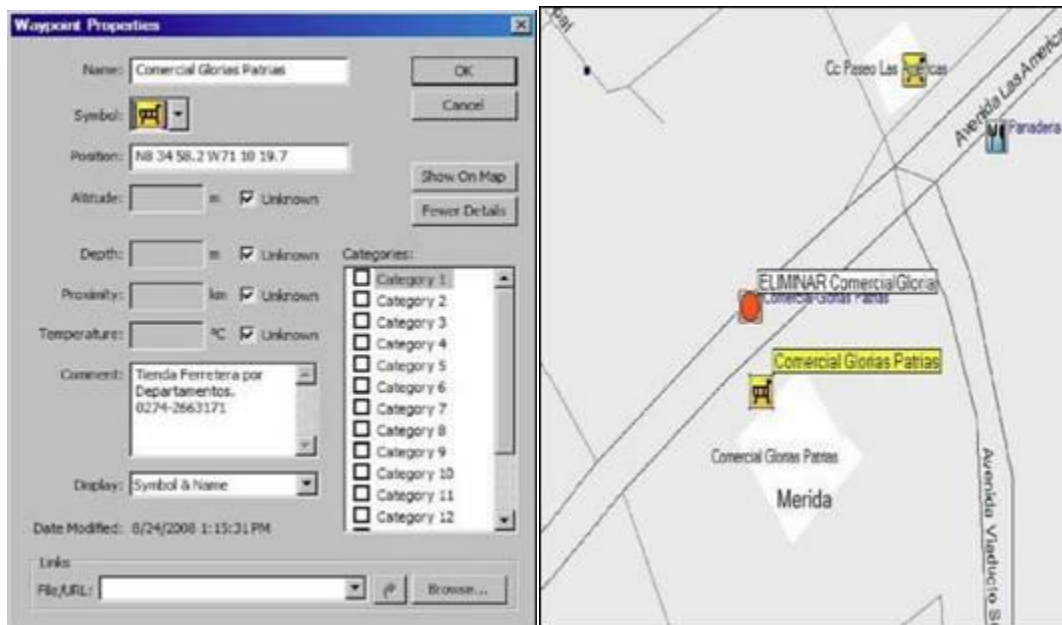 Waypoint Properties
Name: Comercial Glorias Patrias
OK
Symbol:
Cancel
Position: N8 34 58.2 W71 10 19.7
Show On Map
Altitude: m Unknown
Fewer Details
Depth: m Unknown
Categories:
Category 1
Category 2
Category 3
Category 4
Category 5
Category 6
Category 7
Category 8
Category 9
Category 10
Category 11
Category 12
Proximity: km Unknown
Temperature: °C Unknown
Comment: Tienda Ferretera por
Departamentos.
0274-2663171
Display: Symbol & Name
Date Modified: 8/24/2008 1:15:31 PM
Links
File/URL:
Browse...
Cc Paseo Las Americas
Avenida Las America
Panaderia
ELIMINAR ComercialGloria
Comercial Glorias Patrias
Comercial Glorias Patrias
Comercial Glorias Patrias
Merida
Avenida Viaducto